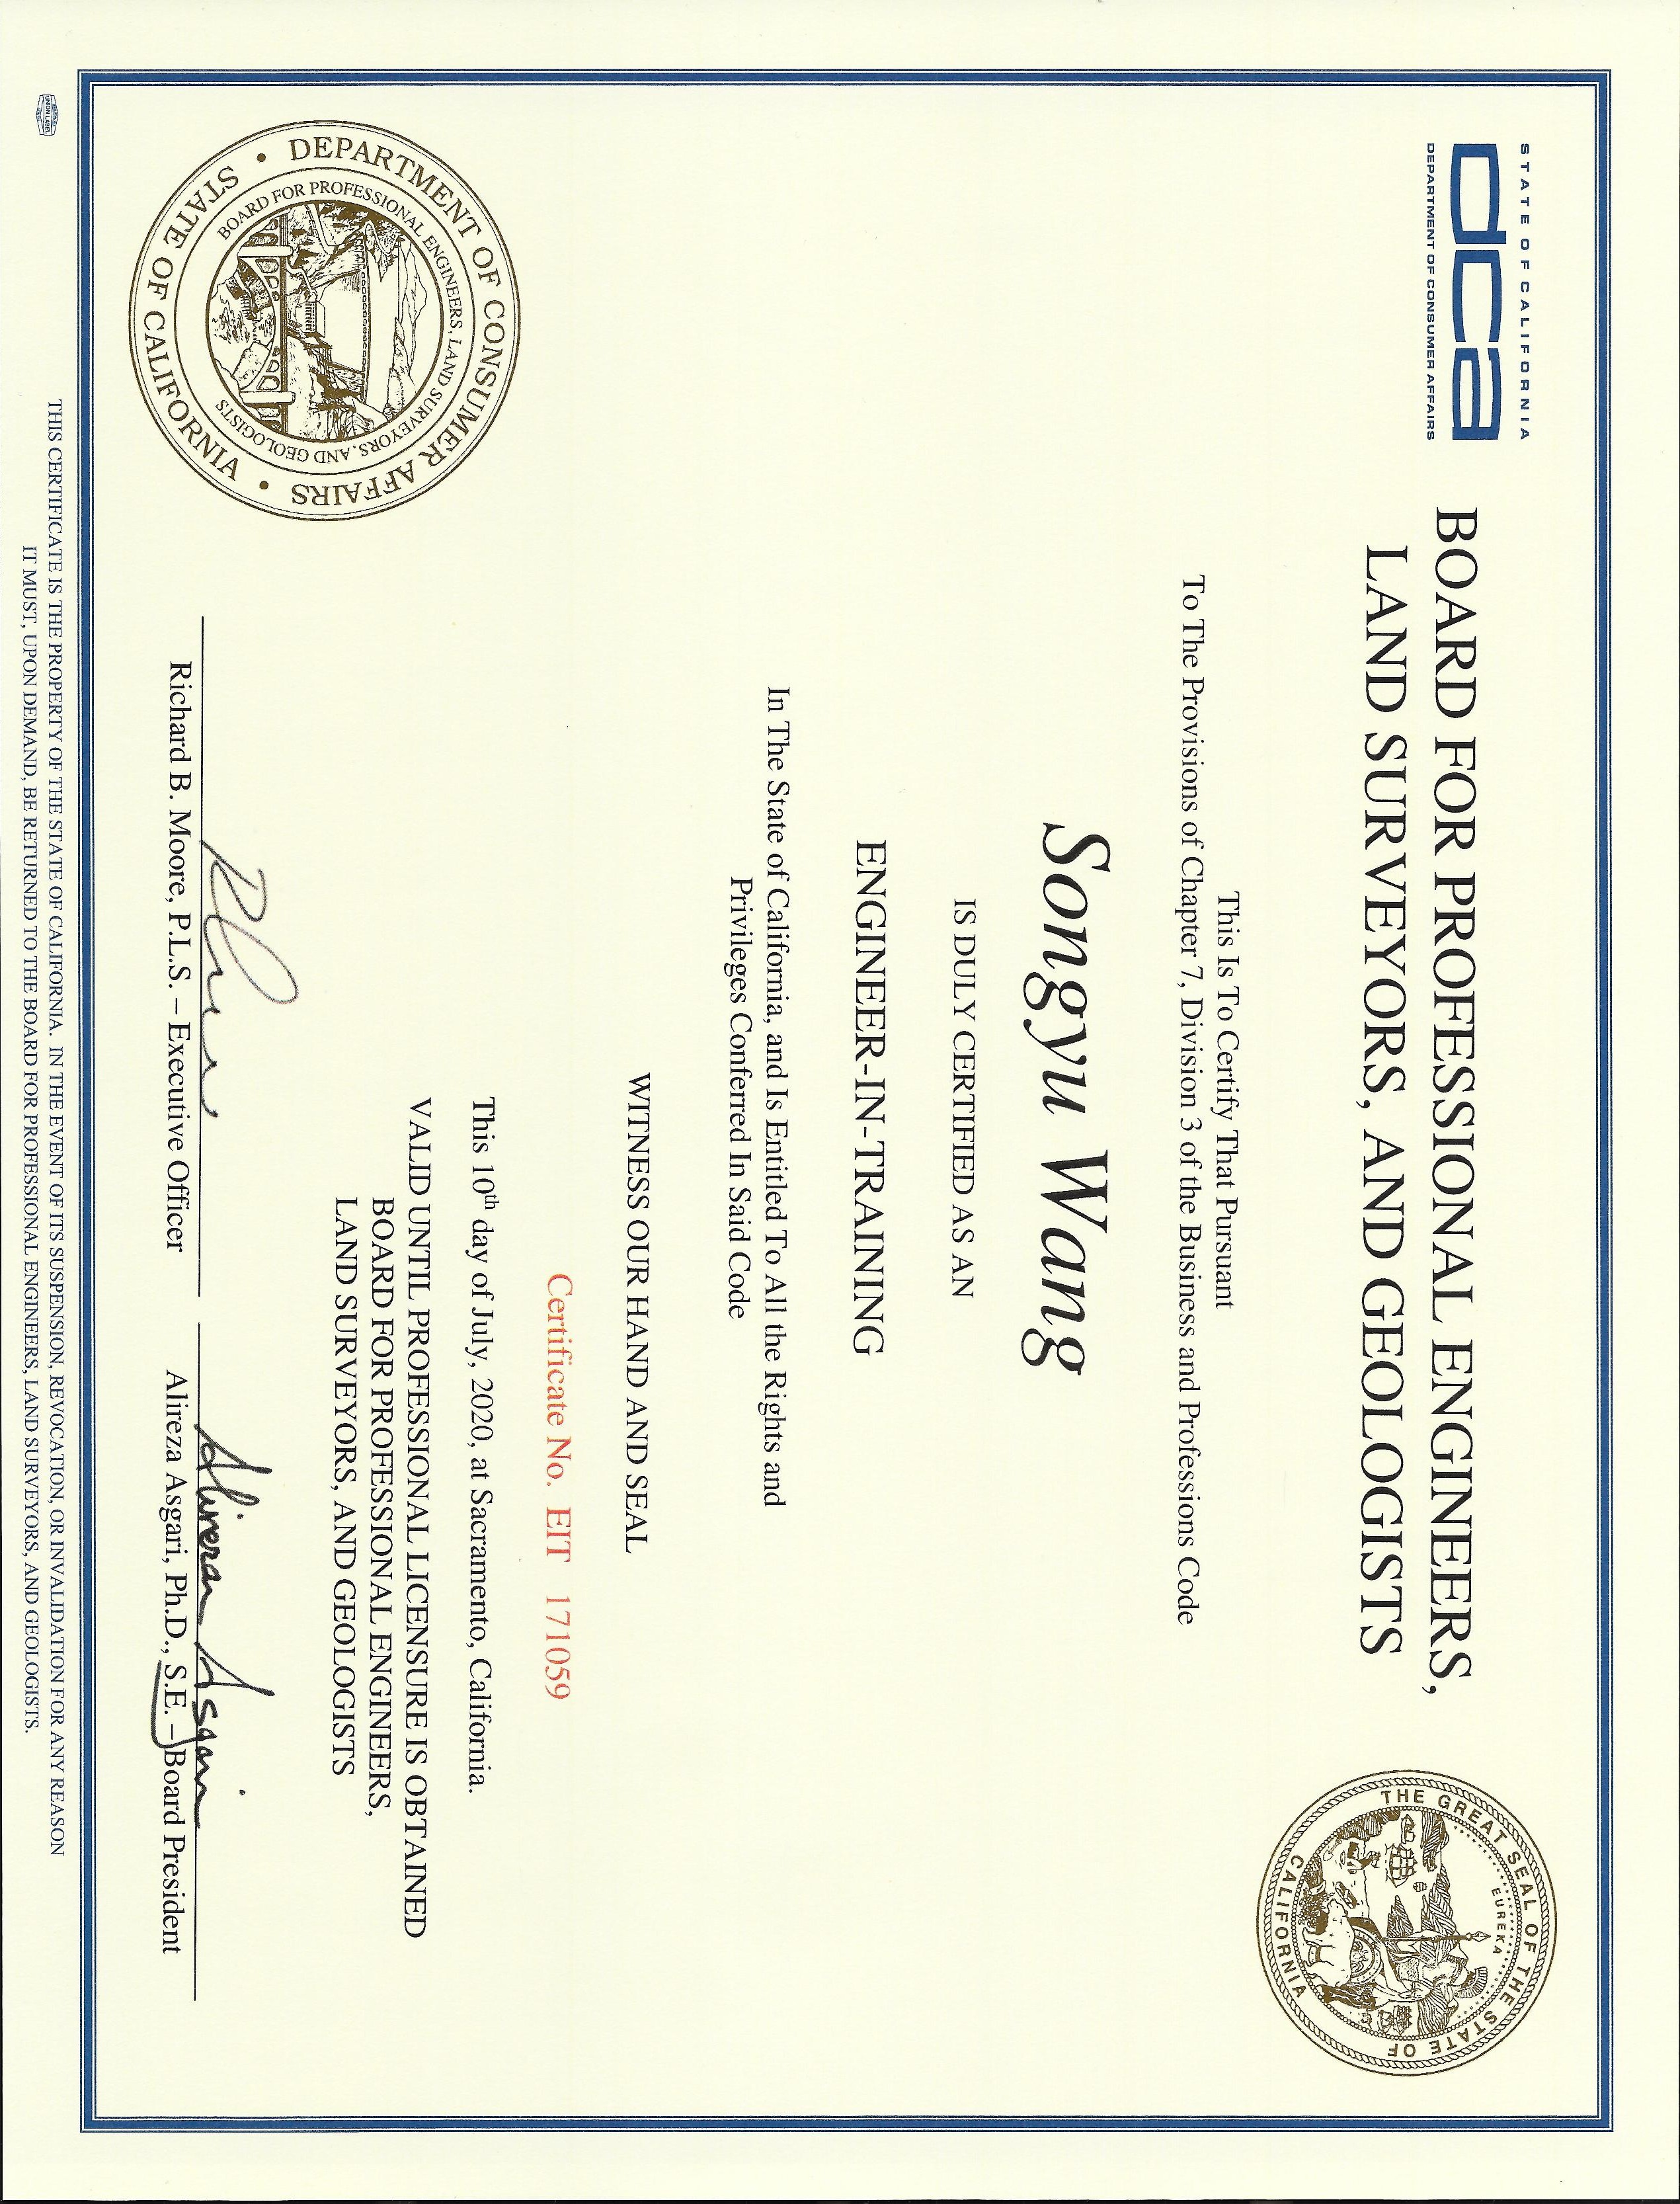 STATE OF CALIFORNIA
dca
DEPARTMENT OF CONSUMER AFFAIRS
BOARD FOR PROFESSIONAL ENGINEERS,
LAND SURVEYORS, AND GEOLOGISTS
THE GREAT SEAL OF THE STATE OF CALIFORNIA
EUREKA
This Is To Certify That Pursuant
To The Provisions of Chapter 7, Division 3 of the Business and Professions Code
Songyu Wang
IS DULY CERTIFIED AS AN
ENGINEER-IN-TRAINING
In The State of California, and Is Entitled To All the Rights and
Privileges Conferred In Said Code
WITNESS OUR HAND AND SEAL
Certificate No. EIT 171059
This 10th day of July, 2020, at Sacramento, California.
VALID UNTIL PROFESSIONAL LICENSURE IS OBTAINED
BOARD FOR PROFESSIONAL ENGINEERS,
LAND SURVEYORS, AND GEOLOGISTS
DEPARTMENT OF CONSUMER AFFAIRS
BOARD FOR PROFESSIONAL ENGINEERS, LAND SURVEYORS, AND GEOLOGISTS
STATE OF CALIFORNIA
Alireza Asgari
Richard B. Moore, P.L.S. – Executive Officer
Alireza Asgari, Ph.D., S.E. – Board President
THIS CERTIFICATE IS THE PROPERTY OF THE STATE OF CALIFORNIA. IN THE EVENT OF ITS SUSPENSION, REVOCATION, OR INVALIDATION FOR ANY REASON
IT MUST, UPON DEMAND, BE RETURNED TO THE BOARD FOR PROFESSIONAL ENGINEERS, LAND SURVEYORS, AND GEOLOGISTS.
UNION LABEL